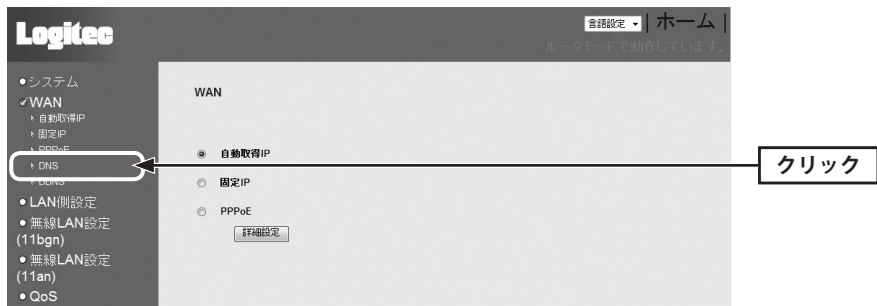 Logitec
言語設定 | ホーム |
ルータモードで動作しています。
●システム
✓WAN
自動取得IP
固定IP
PPPoE
DNS
DDNS
●LAN側設定
●無線LAN設定
(11bgn)
●無線LAN設定
(11an)
●QoS
WAN
自動取得IP
固定IP
PPPoE
詳細設定
クリック